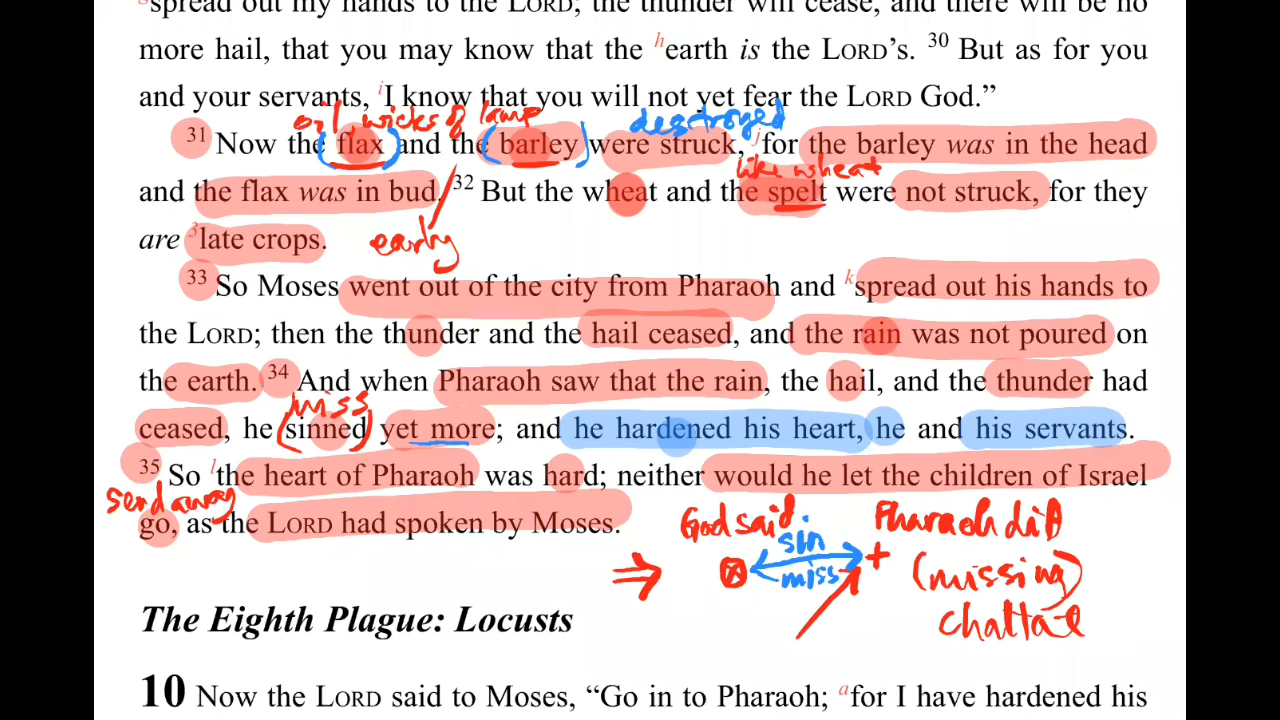 g spread out my hands to the LORD; the thunder will cease, and there will be no
more hail, that you may know that the h earth is the LORD's. 30 But as for you
and your servants, i I know that you will not yet fear the LORD God.”
oil wicks of lamp destroyed
31 Now the (flax) and the (barley) were struck, j for the barley was in the head
like wheat
and the flax was in bud. 32 But the wheat and the spelt were not struck, for they
are 3 late crops. early
33 So Moses went out of the city from Pharaoh and k spread out his hands to
the LORD; then the thunder and the hail ceased, and the rain was not poured on
the earth. 34 And when Pharaoh saw that the rain, the hail, and the thunder had
miss
ceased, he (sinned) yet more; and he hardened his heart, he and his servants.
35 So l the heart of Pharaoh was hard; neither would he let the children of Israel
send away
go, as the LORD had spoken by Moses.
God said. Pharaoh did
sin
⇒ ⊗ ↔ + (missing)
miss
chattat
The Eighth Plague: Locusts
10 Now the LORD said to Moses, “Go in to Pharaoh; a for I have hardened his